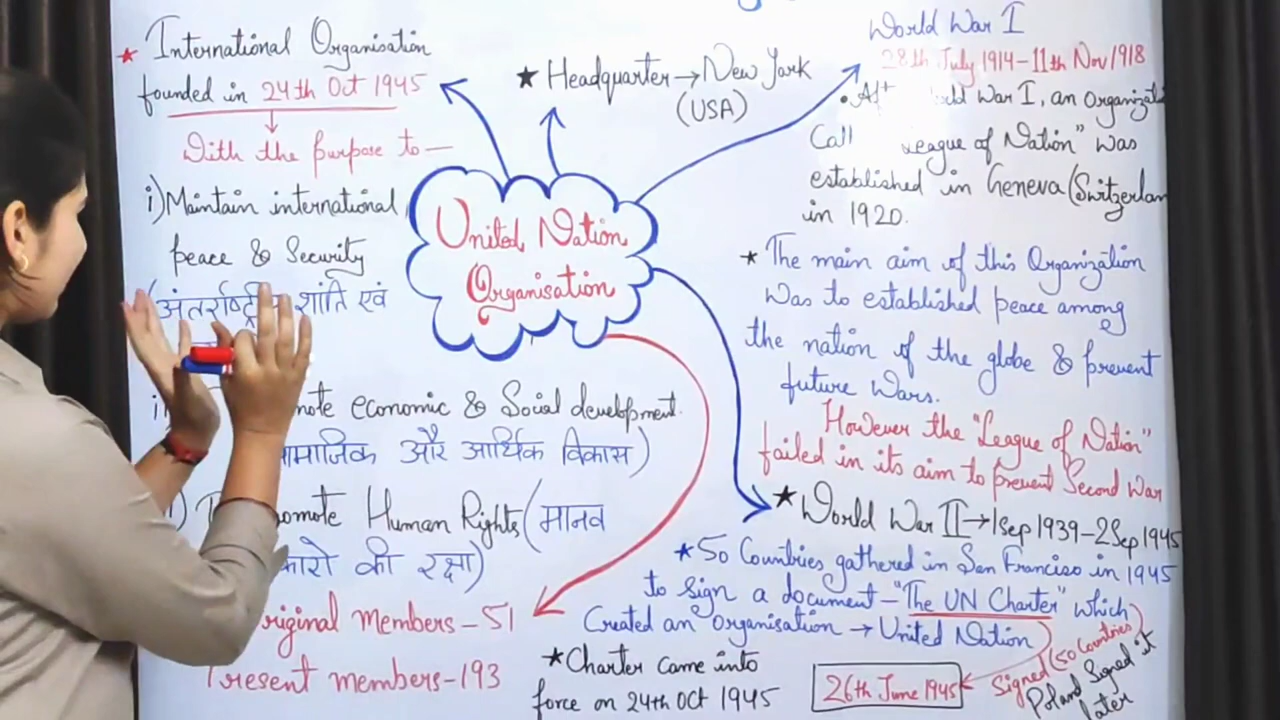 ★ International Organisation
founded in 24th Oct 1945
With the purpose to —
i) Maintain international
peace & Security
(अंतर्राष्ट्रीय शांति एवं
economic & Social development.
और आर्थिक विकास)
Human Rights (मानव
की रक्षा)
Members – 51
members – 193
★ Headquarter → New York
(USA)
United Nation
Organisation
World War I
28th July 1914 – 11th Nov 1918
World War I, an
Call League of Nation" was
established in Geneva
in 1920.
★ The main aim of this Organization
was to established peace among
the nation of the globe & prevent
future wars.
However the "League of Nation"
failed in its aim to prevent Second War
★ World War II → 1 Sep 1939 – 2 Sep 1945
★ 50 Countries gathered in San Francisco in 1945
to sign a document – "The UN Charter" which
Created an Organisation → United Nation
★ Charter came into
force on 24th Oct 1945
26th June 1945
Signed (50 Countries)
Poland Signed it
later